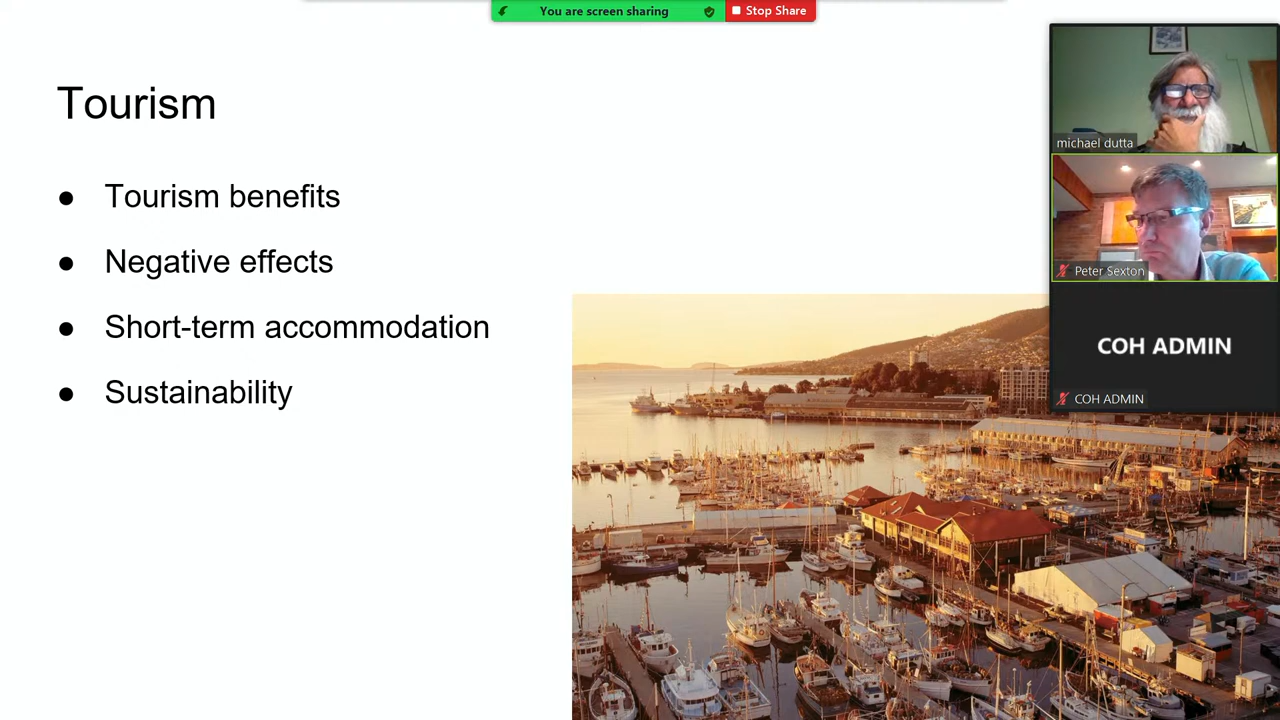 You are screen sharing
Stop Share
Tourism
● Tourism benefits
● Negative effects
● Short-term accommodation
● Sustainability
michael dutta
Peter Sexton
COH ADMIN
COH ADMIN